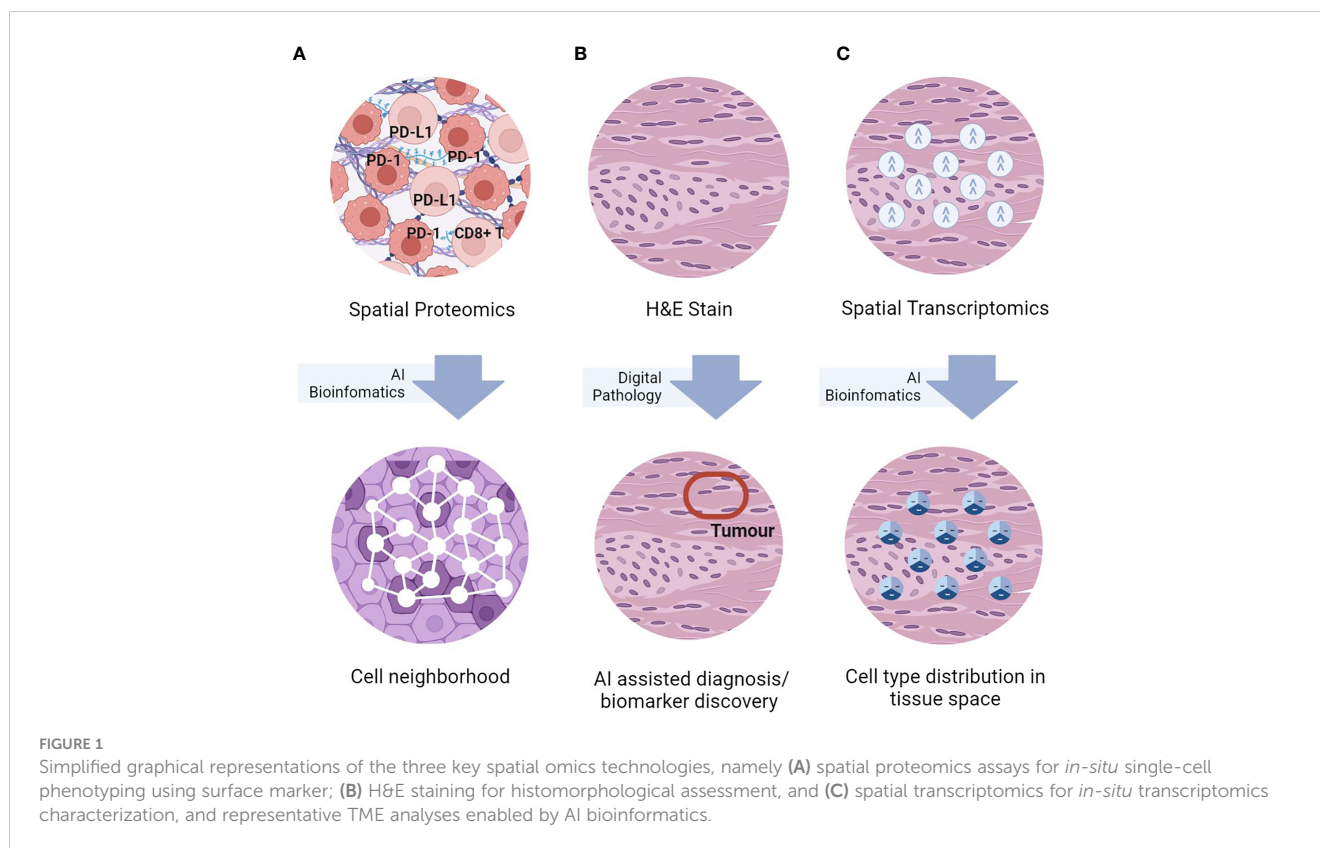 A
B
C
PD-L1
PD-1
PD-1
PD-L1
PD-1
CD8+ T
Spatial Proteomics
H&E Stain
Spatial Transcriptomics
AI
Bioinfomatics
Digital
Pathology
AI
Bioinfomatics
Tumour
Cell neighborhood
AI assisted diagnosis/
biomarker discovery
Cell type distribution in
tissue space
FIGURE 1
Simplified graphical representations of the three key spatial omics technologies, namely (A) spatial proteomics assays for in-situ single-cell
phenotyping using surface marker; (B) H&E staining for histomorphological assessment, and (C) spatial transcriptomics for in-situ transcriptomics
characterization, and representative TME analyses enabled by AI bioinformatics.